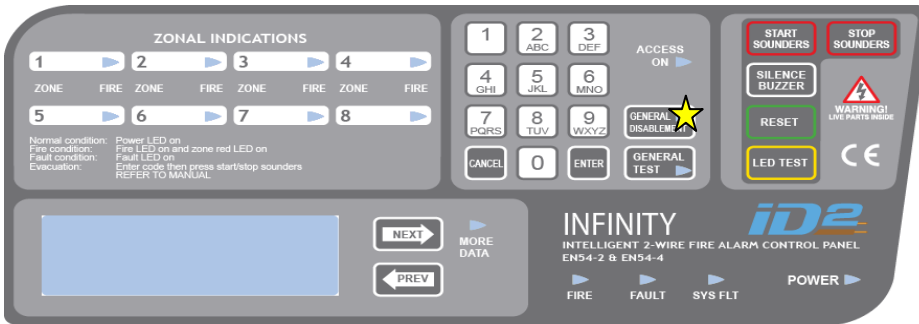 ZONAL INDICATIONS
1 2 3 4
ZONE FIRE ZONE FIRE ZONE FIRE ZONE FIRE
5 6 7 8
Normal condition: Power LED on
Fire condition: Fire LED on and zone red LED on
Fault condition: Fault LED on
Evacuation: Enter code then press start/stop sounders
REFER TO MANUAL
1 2 ABC 3 DEF
4 GHI 5 JKL 6 MNO
7 PQRS 8 TUV 9 WXYZ
CANCEL 0 ENTER
ACCESS
ON
GENERAL
DISABLEMENT
GENERAL
TEST
START
SOUNDERS
STOP
SOUNDERS
SILENCE
BUZZER
RESET
LED TEST
WARNING!
LIVE PARTS INSIDE
CE
NEXT
PREV
MORE
DATA
INFINITY iD2
INTELLIGENT 2-WIRE FIRE ALARM CONTROL PANEL
EN54-2 & EN54-4
FIRE FAULT SYS FLT POWER